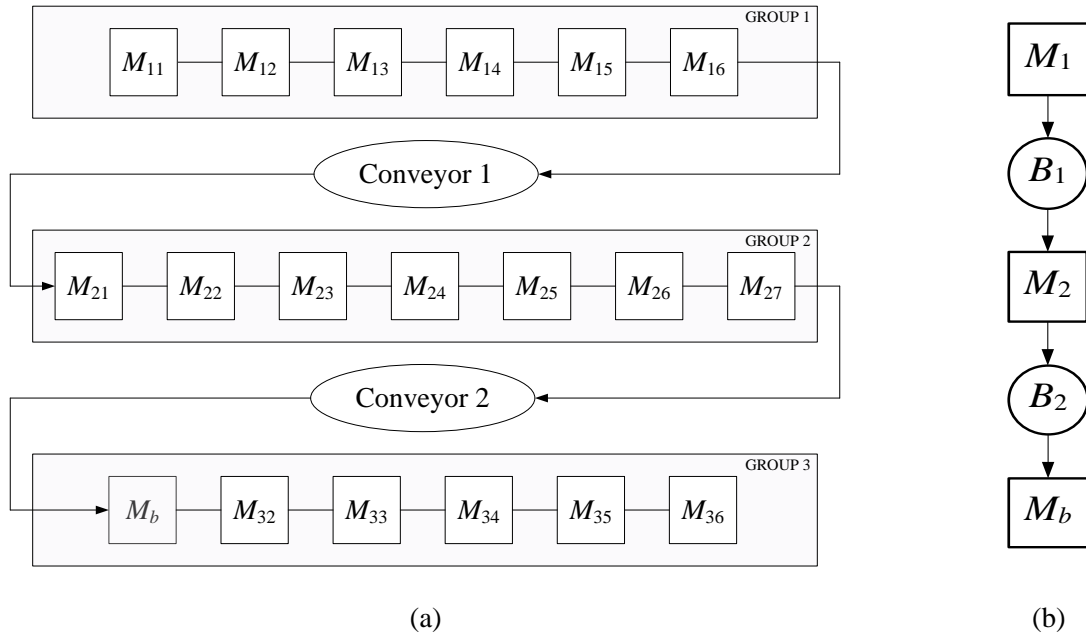 GROUP 1
M11 M12 M13 M14 M15 M16
Conveyor 1
GROUP 2
M21 M22 M23 M24 M25 M26 M27
Conveyor 2
GROUP 3
Mb M32 M33 M34 M35 M36
(a)
M1
B1
M2
B2
Mb
(b)